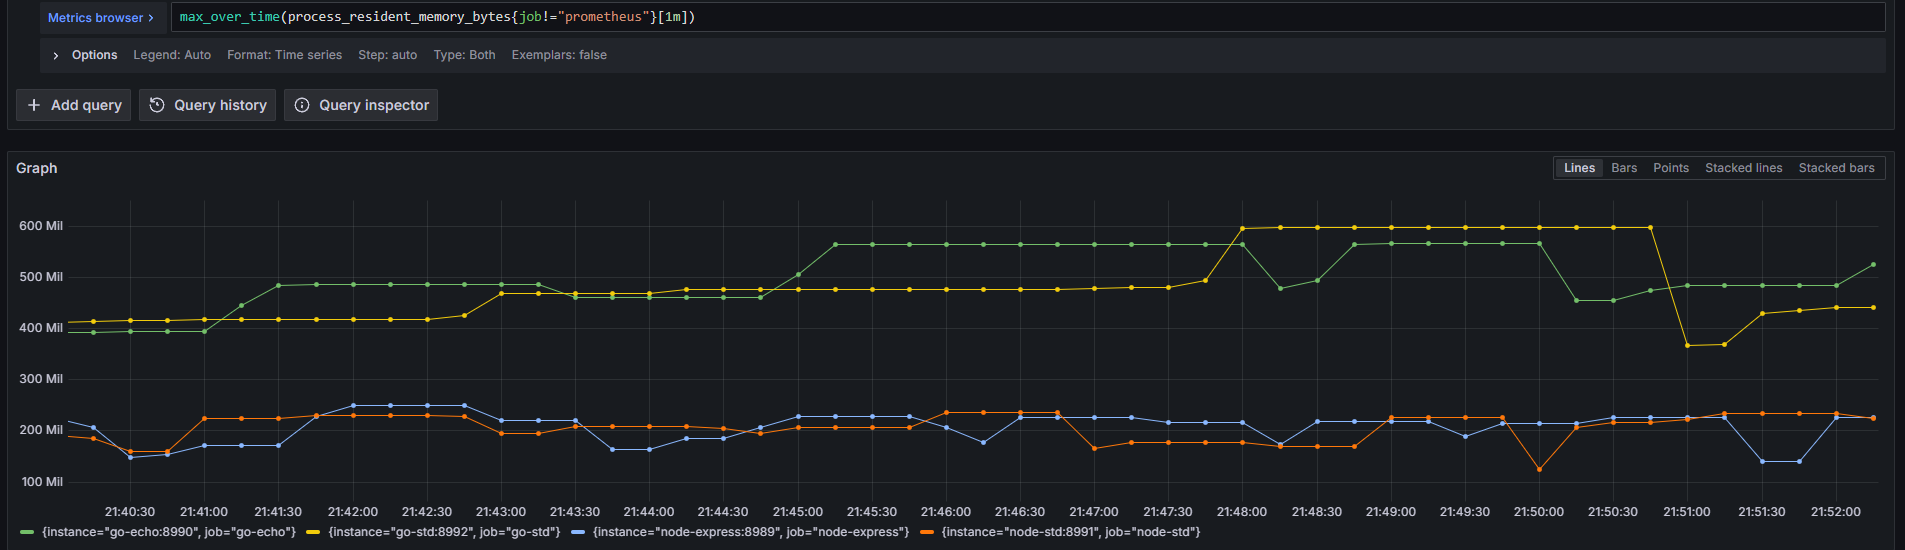 Metrics browser > max_over_time(process_resident_memory_bytes{job!="prometheus"}[1m])
> Options Legend: Auto Format: Time series Step: auto Type: Both Exemplars: false
+ Add query Query history Query inspector
Graph Lines Bars Points Stacked lines Stacked bars
600 Mil
500 Mil
400 Mil
300 Mil
200 Mil
100 Mil
21:40:30 21:41:00 21:41:30 21:42:00 21:42:30 21:43:00 21:43:30 21:44:00 21:44:30 21:45:00 21:45:30 21:46:00 21:46:30 21:47:00 21:47:30 21:48:00 21:48:30 21:49:00 21:49:30 21:50:00 21:50:30 21:51:00 21:51:30 21:52:00
{instance="go-echo:8990", job="go-echo"} {instance="go-std:8992", job="go-std"} {instance="node-express:8989", job="node-express"} {instance="node-std:8991", job="node-std"}